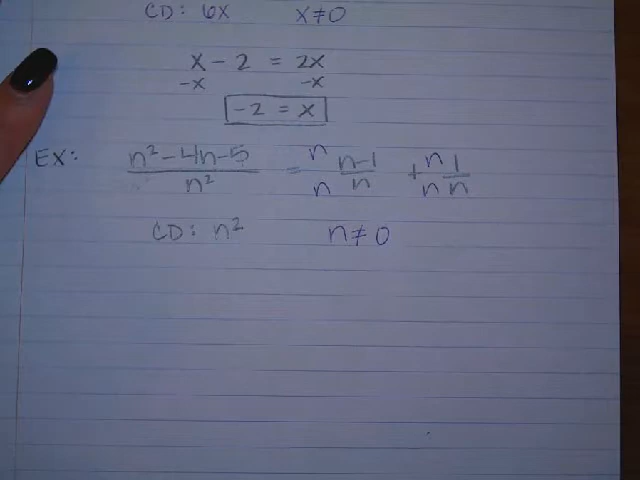 CD: 6x x≠0
x - 2 = 2x
-x -x
-2 = x
EX: n²-4n-5 / n² = n/n n-1/n + n/n 1/n
CD: n² n≠0